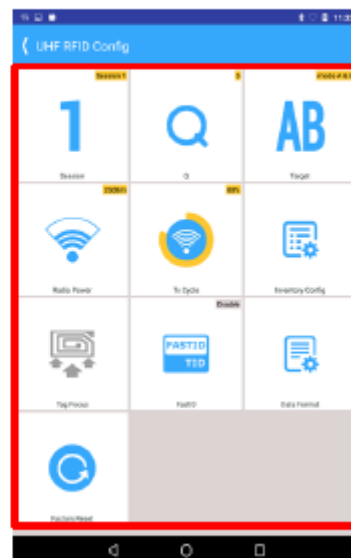 UHF RFID Config
Session 1
1
Session
Q
Q
AB
Target
Radio Power
Tx Cycle
Inventory Config
Tag Focus
Disable
FASTID
TID
FastID
Data Format
Factory Reset